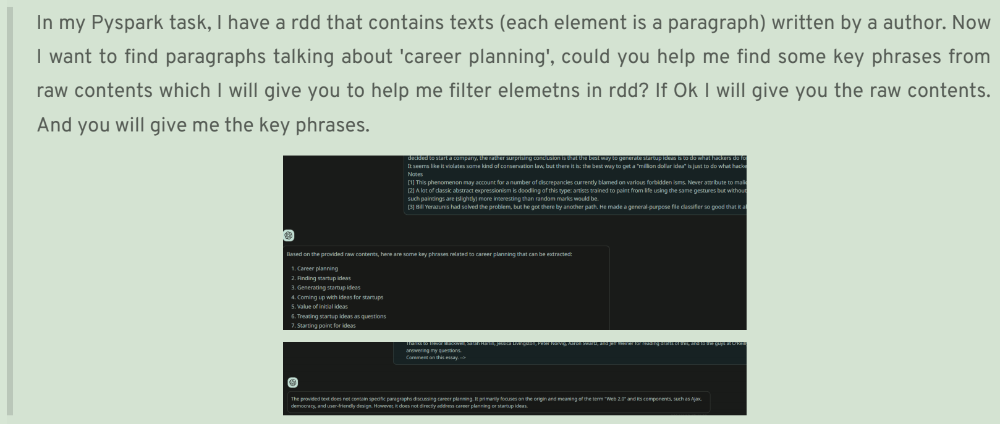 In my Pyspark task, I have a rdd that contains texts (each element is a paragraph) written by a author. Now
I want to find paragraphs talking about 'career planning', could you help me find some key phrases from
raw contents which I will give you to help me filter elemetns in rdd? If Ok I will give you the raw contents.
And you will give me the key phrases.
decided to start a company, the rather surprising conclusion is that the best way to generate startup ideas is to do what hackers do
It seems like it violates some kind of conservation law, but there it is: the best way to get a "million dollar idea" is just to do what
Notes
[1] This phenomenon may account for a number of discrepancies currently blamed on various forbidden isms. Never attribute to
[2] A lot of classic abstract expressionism is doodling of this type: artists trained to paint from life using the same gestures but without
such paintings are (slightly) more interesting than random marks would be.
[3] Bill Yerazunis had solved the problem, but he got there by another path. He made a general-purpose file classifier so good that it
Based on the provided raw contents, here are some key phrases related to career planning that can be extracted:
1. Career planning
2. Finding startup ideas
3. Generating startup ideas
4. Coming up with ideas for startups
5. Value of initial ideas
6. Treating startup ideas as questions
7. Starting point for ideas
Thanks to Trevor Blackwell, Sarah Harlin, Jessica Livingston, Peter Norvig, Aaron Swartz, and Jeff Weiner for reading drafts of this, and to the guys at
answering my questions.
Comment on this essay. -->
The provided text does not contain specific paragraphs discussing career planning. It primarily focuses on the origin and meaning of the term "Web 2.0" and its components, such as Ajax,
democracy, and user-friendly design. However, it does not directly address career planning or startup ideas.